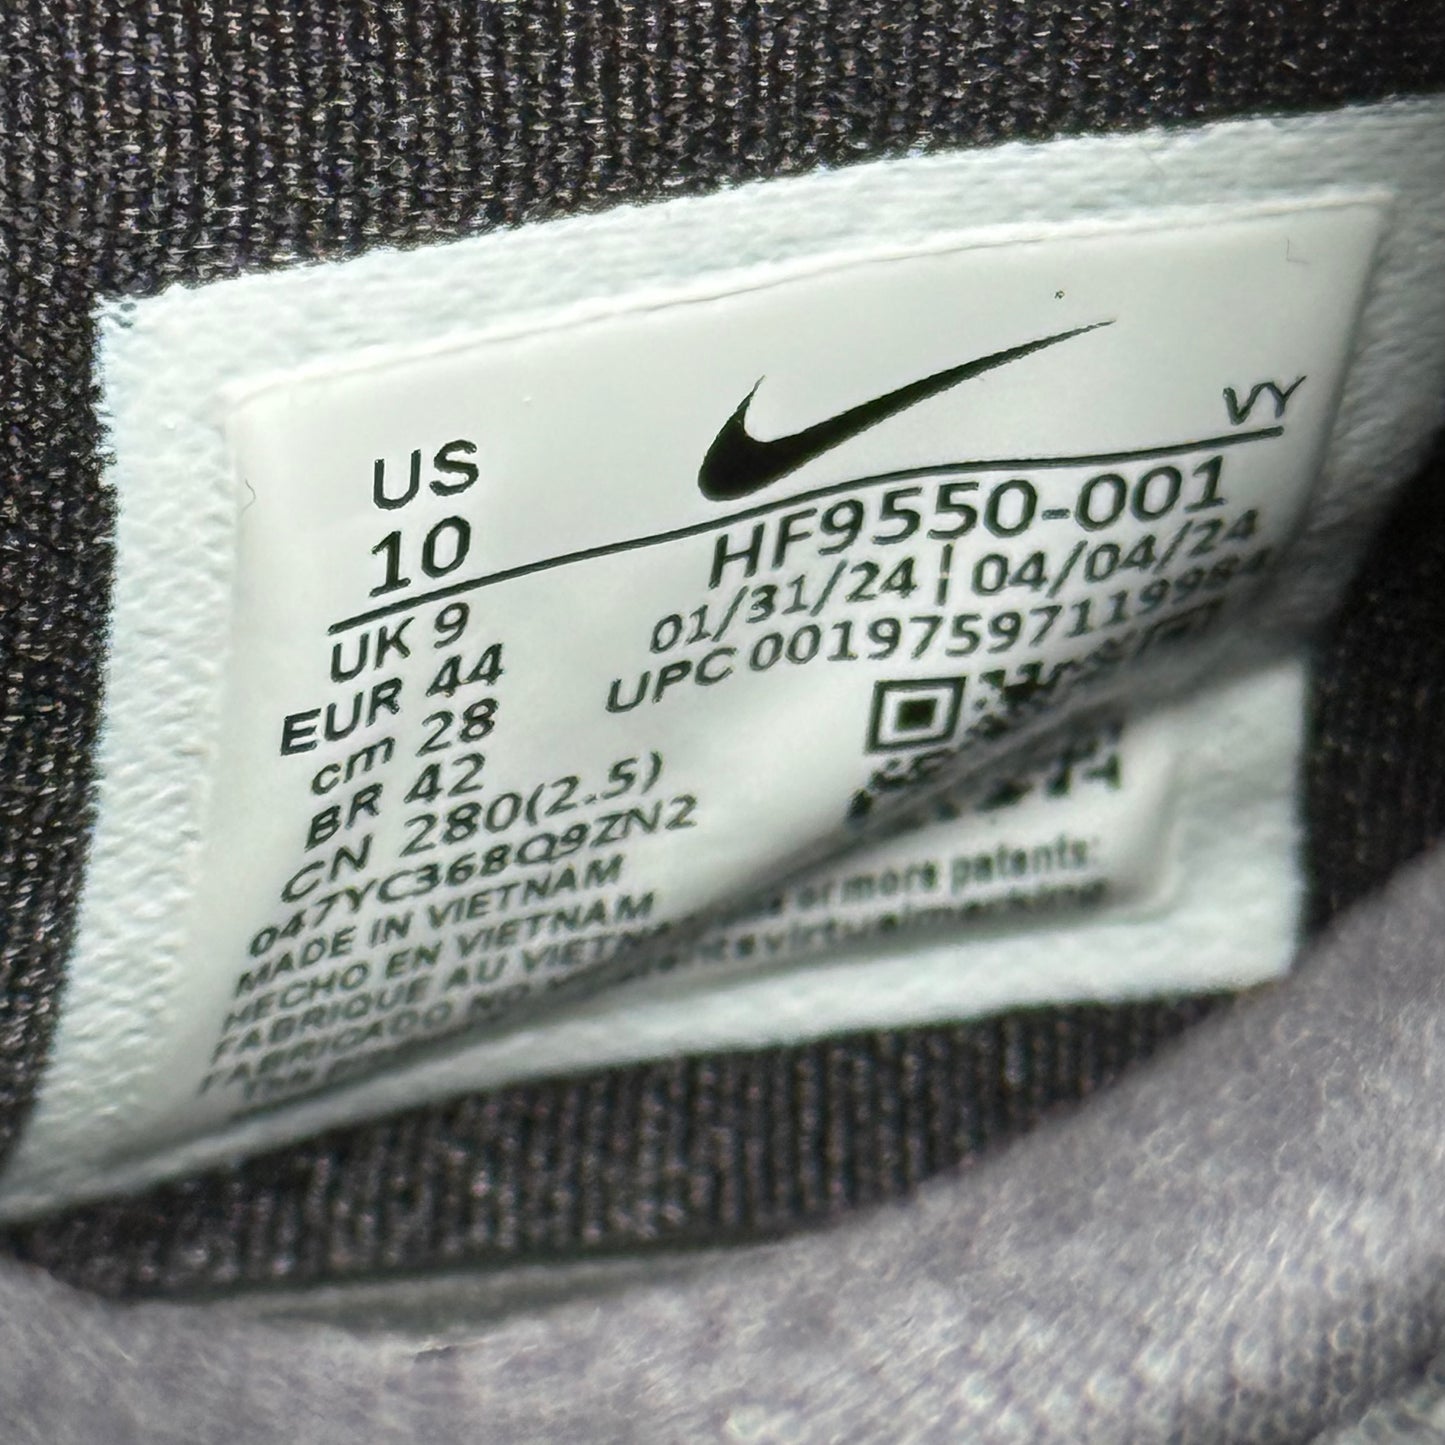 US
10
UK 9
EUR 44
cm 28
BR 42
CN 280(2.5)
047YC368Q9ZN2
MADE IN VIETNAM
HECHO EN VIETNAM
FABRIQUE AU VIETNAM
FABRICADO NO
VY
HF9550-001
01/31/24 ¦ 04/04/24
UPC 00197597119984
or more patents: